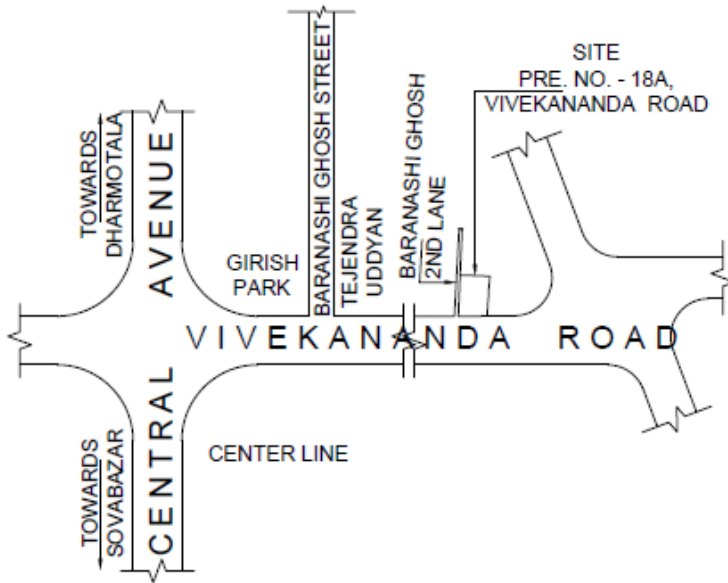 SITE
PRE. NO. - 18A,
VIVEKANANDA ROAD
TOWARDS
DHARMOTALA
CENTRAL AVENUE
GIRISH
PARK
BARANASHI GHOSH STREET
TEJENDRA
UDDYAN
BARANASHI GHOSH
2ND LANE
VIVEKANANDA ROAD
CENTER LINE
TOWARDS
SOVABAZAR